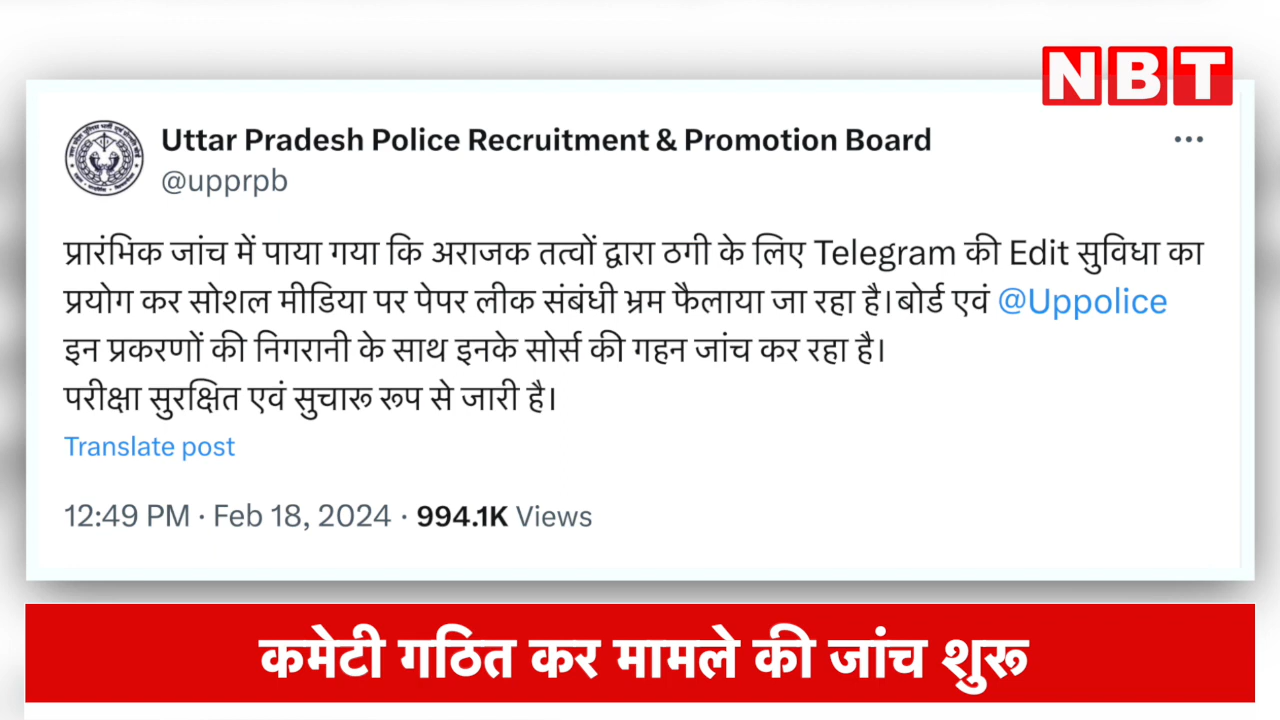 NBT
Uttar Pradesh Police Recruitment & Promotion Board
@upprpb
प्रारंभिक जांच में पाया गया कि अराजक तत्वों द्वारा ठगी के लिए Telegram की Edit सुविधा का
प्रयोग कर सोशल मीडिया पर पेपर लीक संबंधी भ्रम फैलाया जा रहा है।बोर्ड एवं @Uppolice
इन प्रकरणों की निगरानी के साथ इनके सोर्स की गहन जांच कर रहा है।
परीक्षा सुरक्षित एवं सुचारू रूप से जारी है।
Translate post
12:49 PM · Feb 18, 2024 · 994.1K Views
कमेटी गठित कर मामले की जांच शुरू